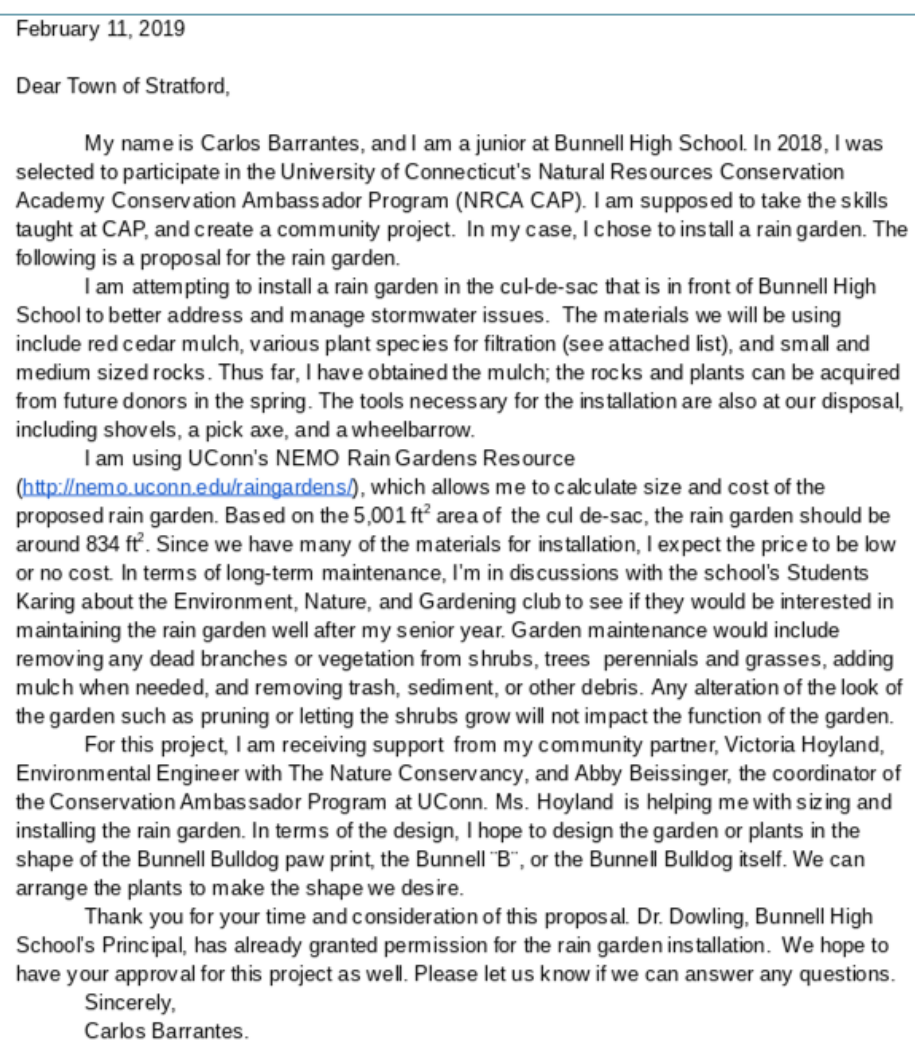 February 11, 2019
Dear Town of Stratford,
My name is Carlos Barrantes, and I am a junior at Bunnell High School. In 2018, I was
selected to participate in the University of Connecticut's Natural Resources Conservation
Academy Conservation Ambassador Program (NRCA CAP). I am supposed to take the skills
taught at CAP, and create a community project. In my case, I chose to install a rain garden. The
following is a proposal for the rain garden.
I am attempting to install a rain garden in the cul-de-sac that is in front of Bunnell High
School to better address and manage stormwater issues. The materials we will be using
include red cedar mulch, various plant species for filtration (see attached list), and small and
medium sized rocks. Thus far, I have obtained the mulch; the rocks and plants can be acquired
from future donors in the spring. The tools necessary for the installation are also at our disposal,
including shovels, a pick axe, and a wheelbarrow.
I am using UConn's NEMO Rain Gardens Resource
(http://nemo.uconn.edu/raingardens/), which allows me to calculate size and cost of the
proposed rain garden. Based on the 5,001 ft² area of the cul de-sac, the rain garden should be
around 834 ft². Since we have many of the materials for installation, I expect the price to be low
or no cost. In terms of long-term maintenance, I'm in discussions with the school's Students
Karing about the Environment, Nature, and Gardening club to see if they would be interested in
maintaining the rain garden well after my senior year. Garden maintenance would include
removing any dead branches or vegetation from shrubs, trees perennials and grasses, adding
mulch when needed, and removing trash, sediment, or other debris. Any alteration of the look of
the garden such as pruning or letting the shrubs grow will not impact the function of the garden.
For this project, I am receiving support from my community partner, Victoria Hoyland,
Environmental Engineer with The Nature Conservancy, and Abby Beissinger, the coordinator of
the Conservation Ambassador Program at UConn. Ms. Hoyland is helping me with sizing and
installing the rain garden. In terms of the design, I hope to design the garden or plants in the
shape of the Bunnell Bulldog paw print, the Bunnell ¨B¨, or the Bunnell Bulldog itself. We can
arrange the plants to make the shape we desire.
Thank you for your time and consideration of this proposal. Dr. Dowling, Bunnell High
School's Principal, has already granted permission for the rain garden installation. We hope to
have your approval for this project as well. Please let us know if we can answer any questions.
Sincerely,
Carlos Barrantes.